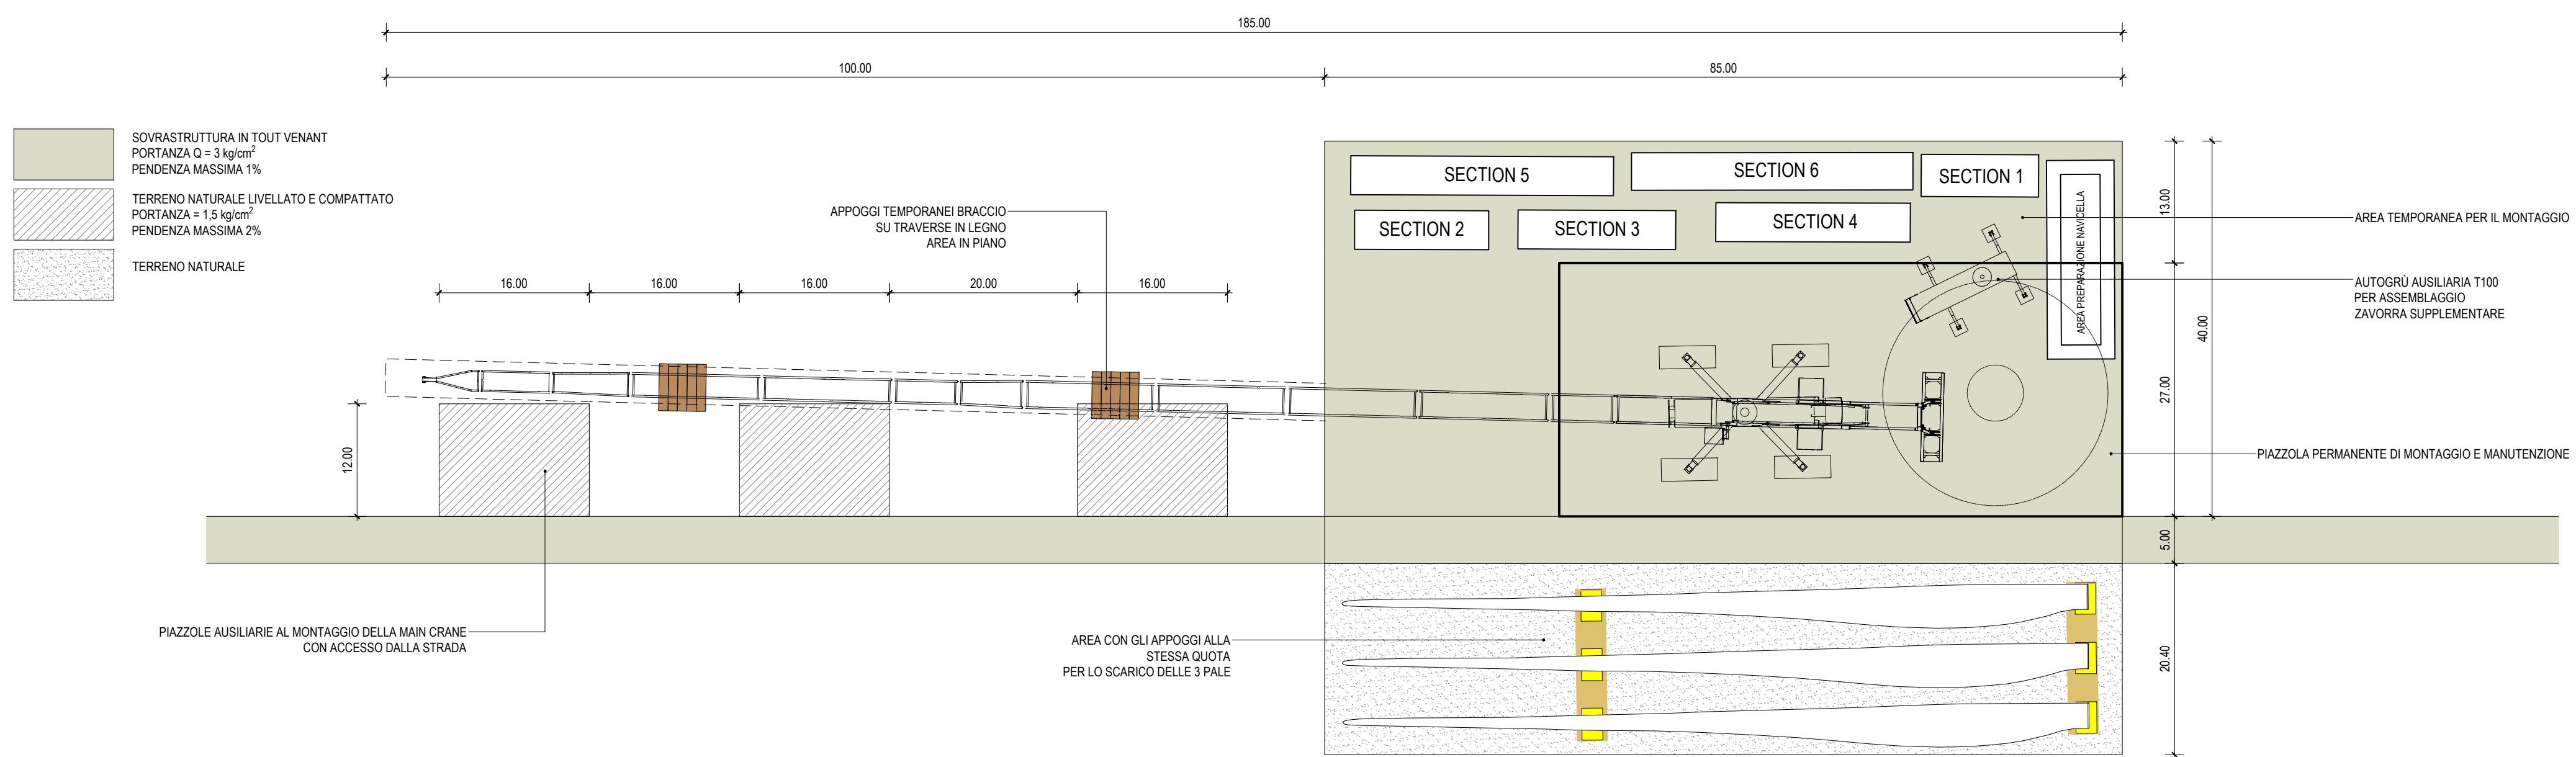 185.00
100.00
85.00
SOVRASTRUTTURA IN TOUT VENANT
PORTANZA Q = 3 kg/cm²
PENDENZA MASSIMA 1%
TERRENO NATURALE LIVELLATO E COMPATTATO
PORTANZA = 1,5 kg/cm²
PENDENZA MASSIMA 2%
TERRENO NATURALE
APPOGGI TEMPORANEI BRACCIO
SU TRAVERSE IN LEGNO
AREA IN PIANO
16.00
16.00
16.00
20.00
16.00
12.00
SECTION 5
SECTION 6
SECTION 1
SECTION 2
SECTION 3
SECTION 4
AREA PREPARAZIONE NAVICELLA
13.00
40.00
27.00
5.00
20.40
AREA TEMPORANEA PER IL MONTAGGIO
AUTOGRÙ AUSILIARIA T100
PER ASSEMBLAGGIO
ZAVORRA SUPPLEMENTARE
PIAZZOLA PERMANENTE DI MONTAGGIO E MANUTENZIONE
PIAZZOLE AUSILIARIE AL MONTAGGIO DELLA MAIN CRANE
CON ACCESSO DALLA STRADA
AREA CON GLI APPOGGI ALLA
STESSA QUOTA
PER LO SCARICO DELLE 3 PALE